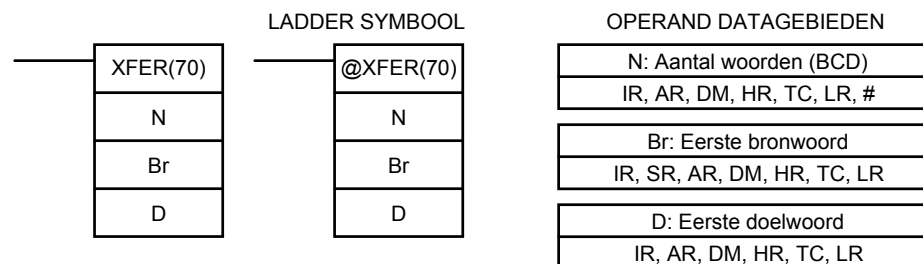 LADDER SYMBOOL
OPERAND DATAGEBIEDEN
XFER(70)
N
Br
D
@XFER(70)
N
Br
D
N: Aantal woorden (BCD)
IR, AR, DM, HR, TC, LR, #
Br: Eerste bronwoord
IR, SR, AR, DM, HR, TC, LR
D: Eerste doelwoord
IR, AR, DM, HR, TC, LR